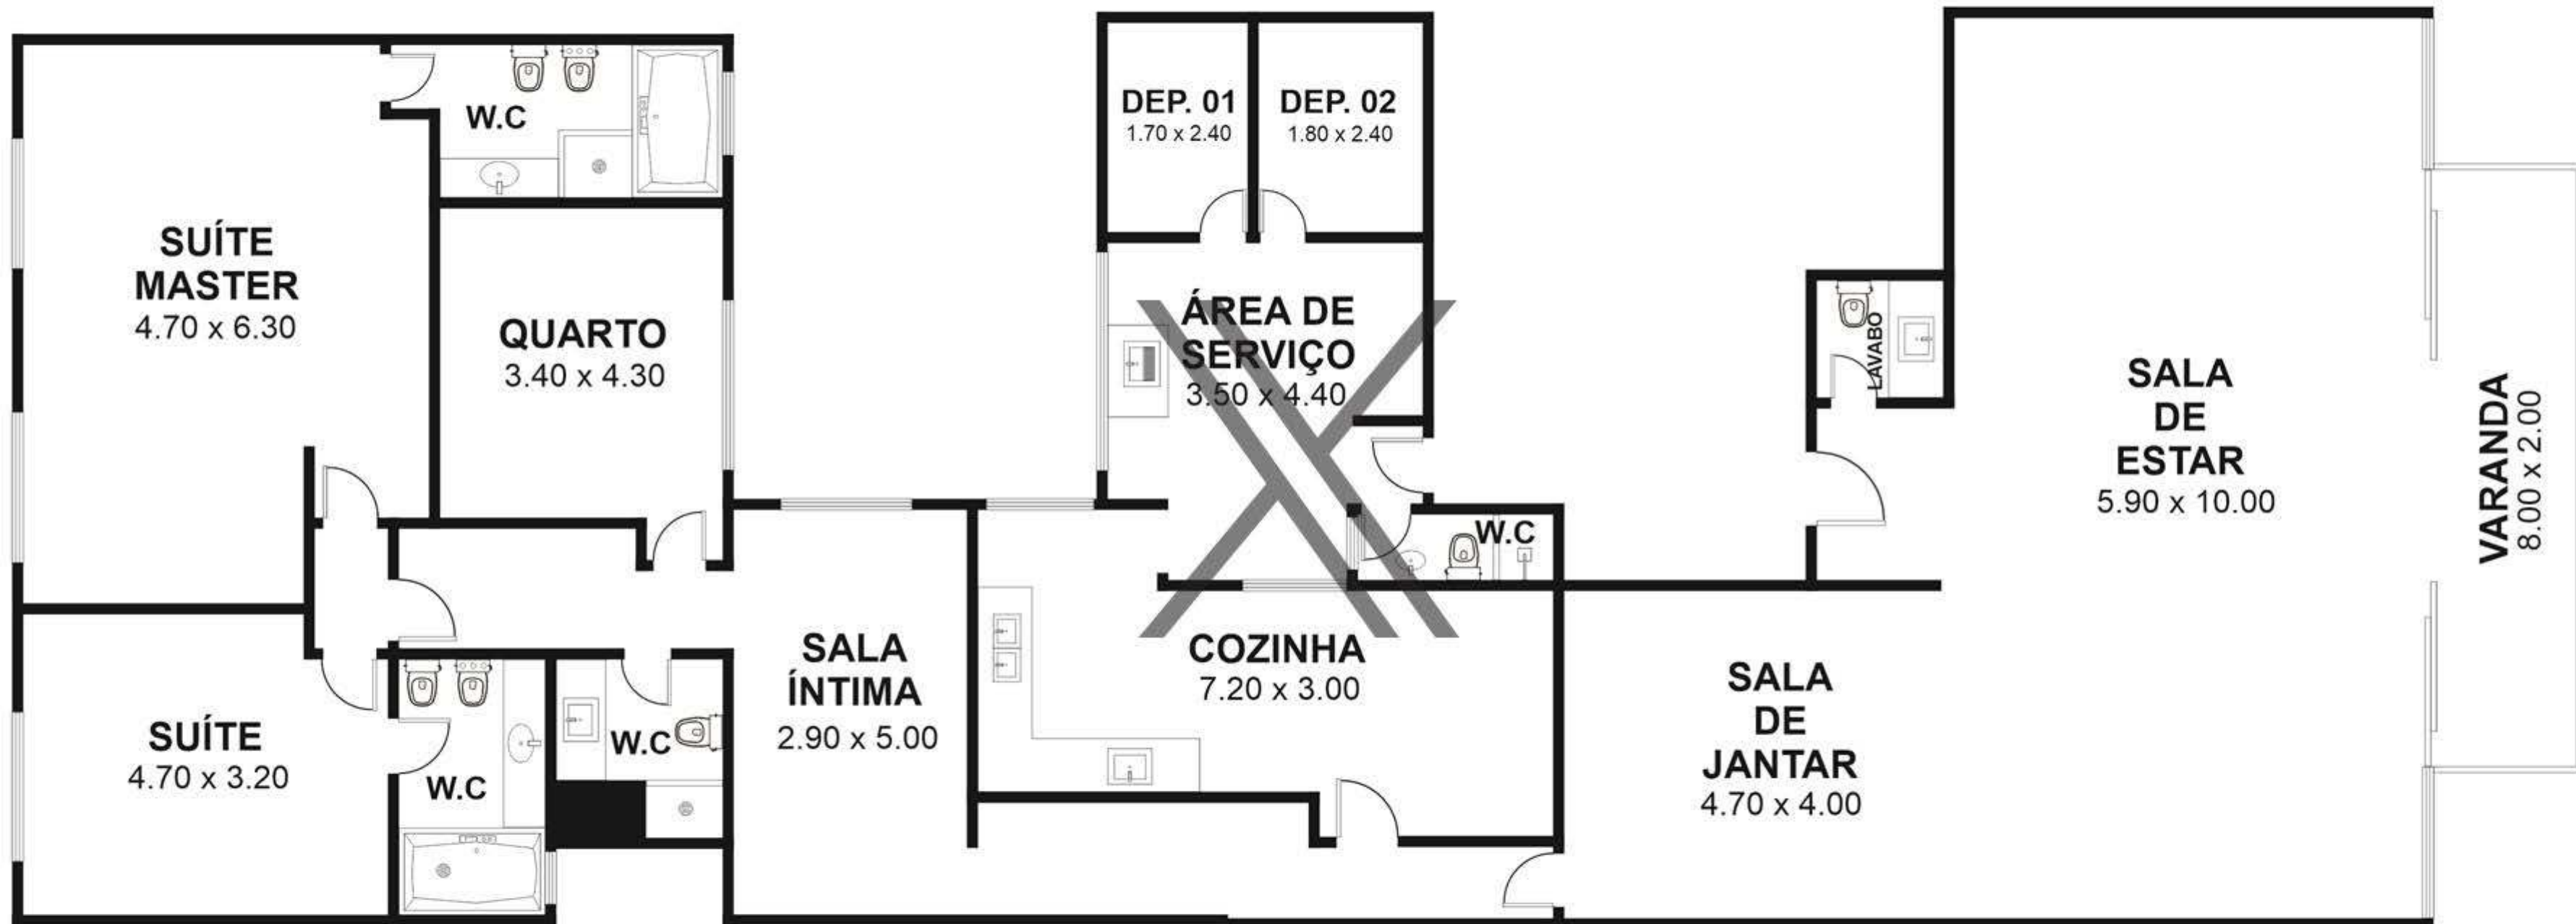 W.C
SUÍTE
MASTER
4.70 x 6.30
QUARTO
3.40 x 4.30
DEP. 01
1.70 x 2.40
DEP. 02
1.80 x 2.40
ÁREA DE
SERVIÇO
3.50 x 4.40
LAVABO
SALA
DE
ESTAR
5.90 x 10.00
VARANDA
8.00 x 2.00
W.C
SUÍTE
4.70 x 3.20
W.C
W.C
SALA
ÍNTIMA
2.90 x 5.00
COZINHA
7.20 x 3.00
SALA
DE
JANTAR
4.70 x 4.00